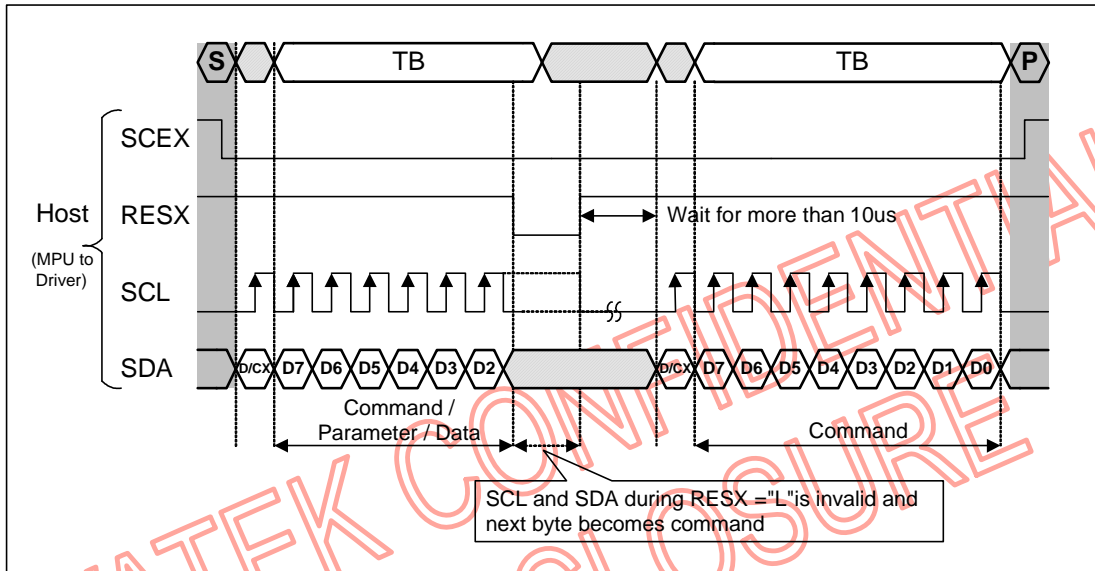 S TB TB P
SCEX
RESX
Wait for more than 10us
Host
(MPU to
Driver)
SCL
SDA
D/CX D7 D6 D5 D4 D3 D2 D/CX D7 D6 D5 D4 D3 D2 D1 D0
Command /
Parameter / Data
Command
SCL and SDA during RESX ="L"is invalid and
next byte becomes command
CONFIDENTIAL